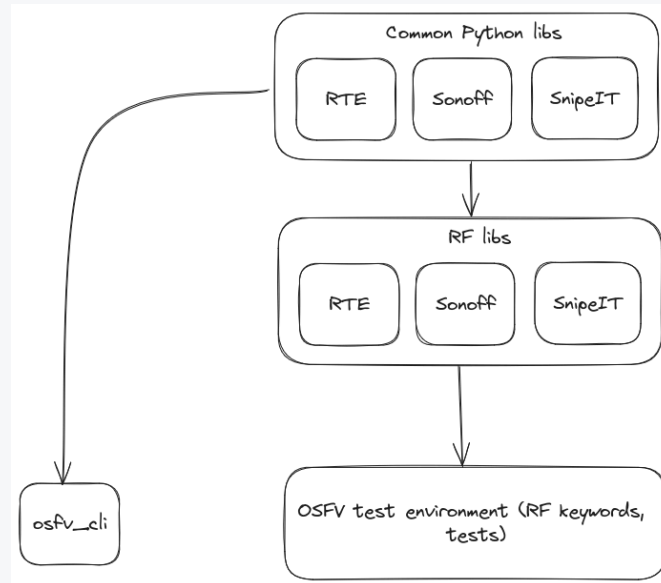 Common Python libs
RTE
Sonoff
SnipeIT
RF libs
RTE
Sonoff
SnipeIT
osfv_cli
OSFV test environment (RF keywords,
tests)